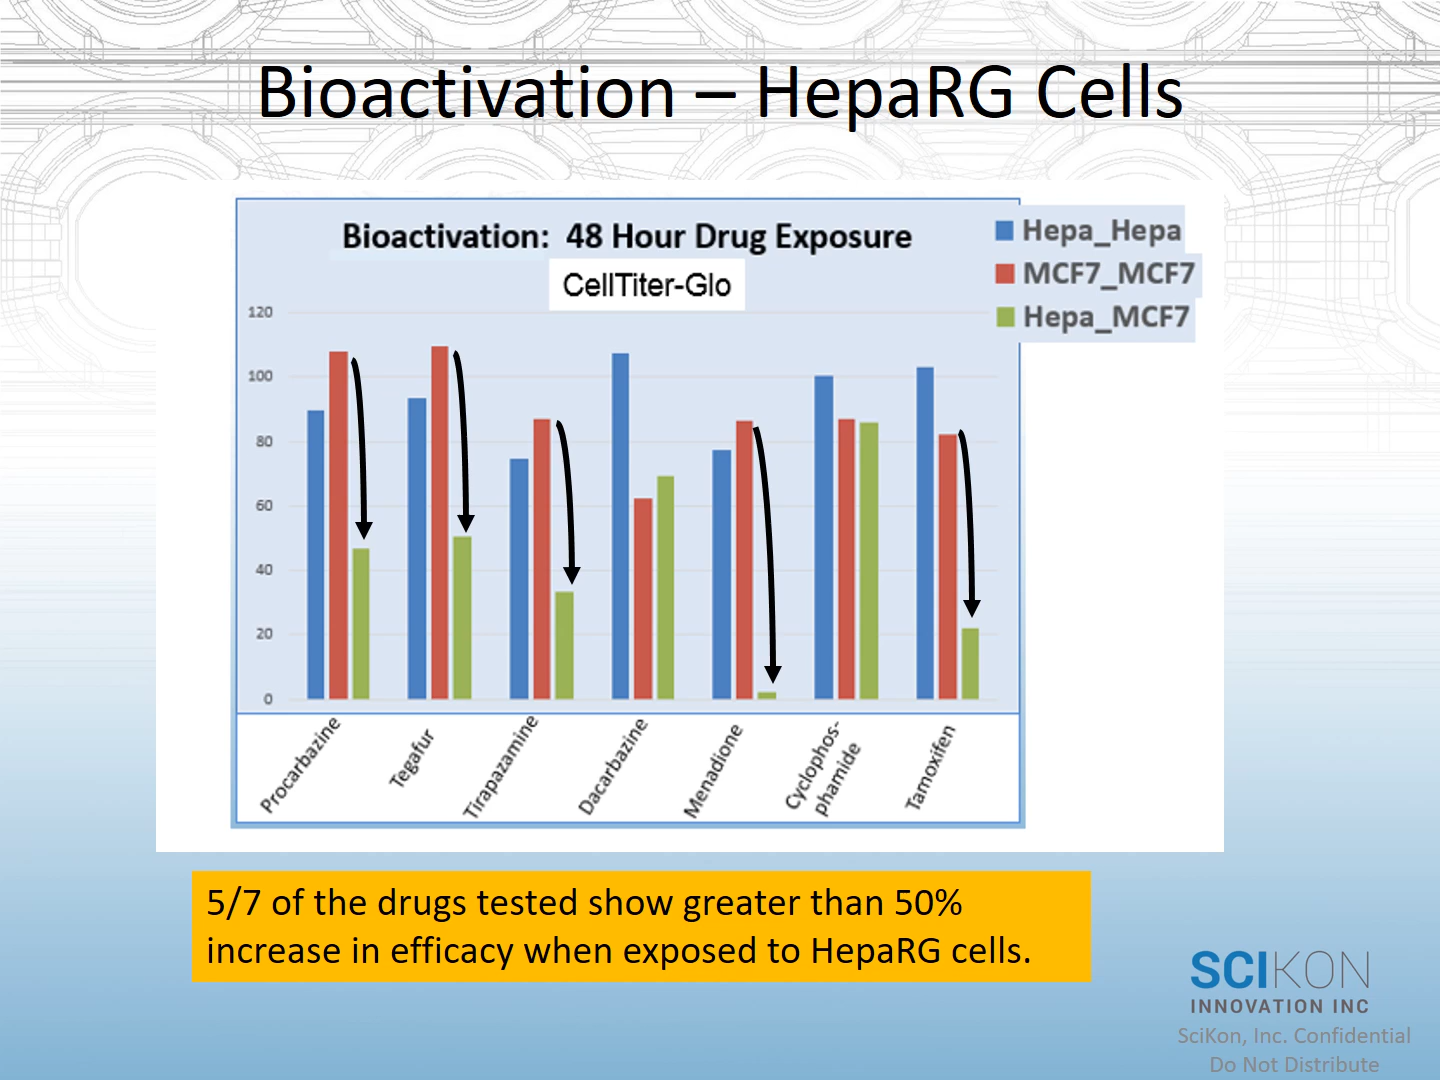 Bioactivation – HepaRG Cells
Bioactivation: 48 Hour Drug Exposure
CellTiter-Glo
Hepa_Hepa
MCF7_MCF7
Hepa_MCF7
120
100
80
60
40
20
0
Procarbazine
Tegafur
Tirapazamine
Dacarbazine
Menadione
Cyclophos-
phamide
Tamoxifen
5/7 of the drugs tested show greater than 50%
increase in efficacy when exposed to HepaRG cells.
SCIKON
INNOVATION INC
SciKon, Inc. Confidential
Do Not Distribute